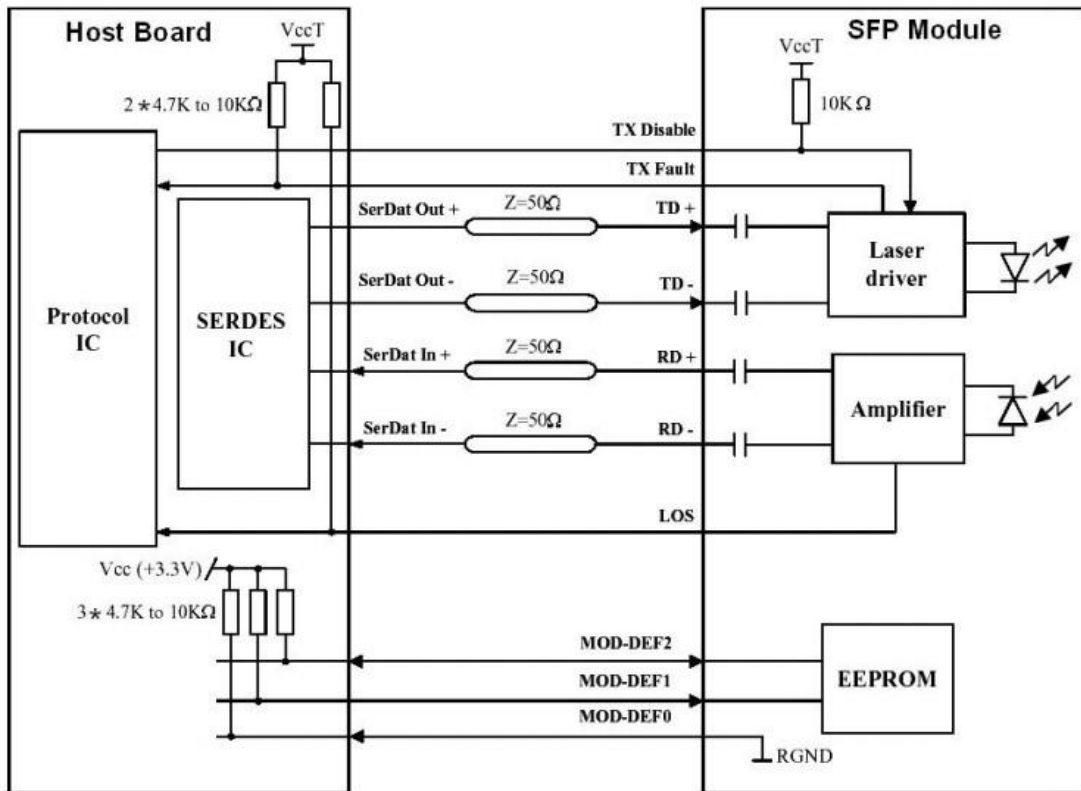 Host Board
SFP Module
VccT
VccT
2*4.7K to 10KΩ
10KΩ
TX Disable
TX Fault
SerDat Out +
Z=50Ω
TD +
SerDat Out -
Z=50Ω
TD -
Laser
driver
Protocol
IC
SERDES
IC
SerDat In +
Z=50Ω
RD +
SerDat In -
Z=50Ω
RD -
Amplifier
LOS
Vcc (+3.3V)
3*4.7K to 10KΩ
MOD-DEF2
MOD-DEF1
MOD-DEF0
EEPROM
RGND